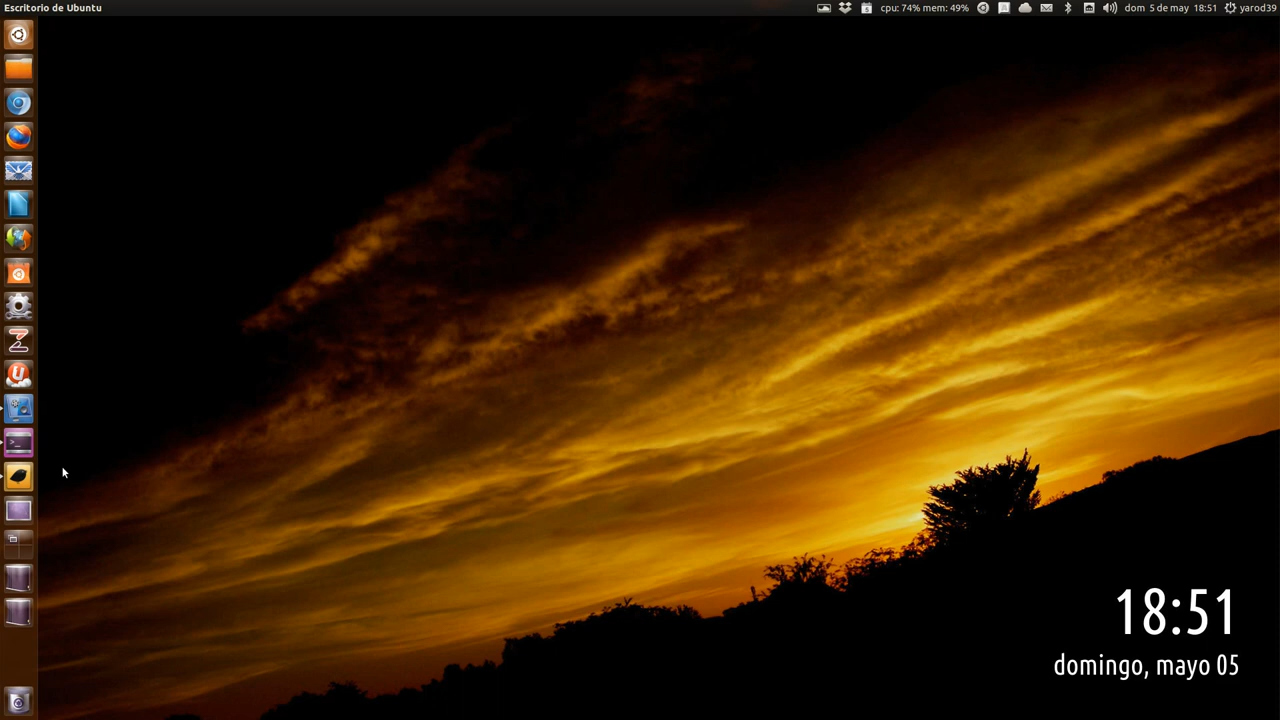 Escritorio de Ubuntu
cpu: 74% mem: 49%
dom 5 de may 18:51
yarod39
18:51
domingo, mayo 05